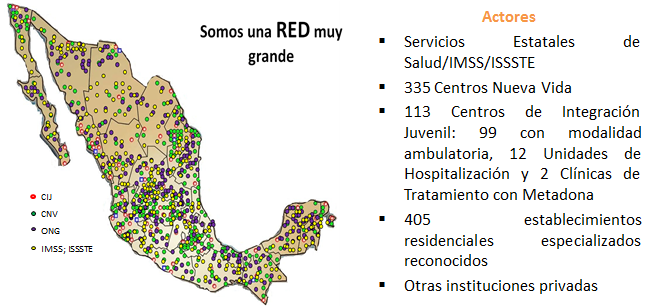 Somos una RED muy
grande
CIJ
CNV
ONG
IMSS; ISSSTE
Actores
▪ Servicios Estatales de
Salud/IMSS/ISSSTE
▪ 335 Centros Nueva Vida
▪ 113 Centros de Integración
Juvenil: 99 con modalidad
ambulatoria, 12 Unidades de
Hospitalización y 2 Clínicas de
Tratamiento con Metadona
▪ 405 establecimientos
residenciales especializados
reconocidos
▪ Otras instituciones privadas